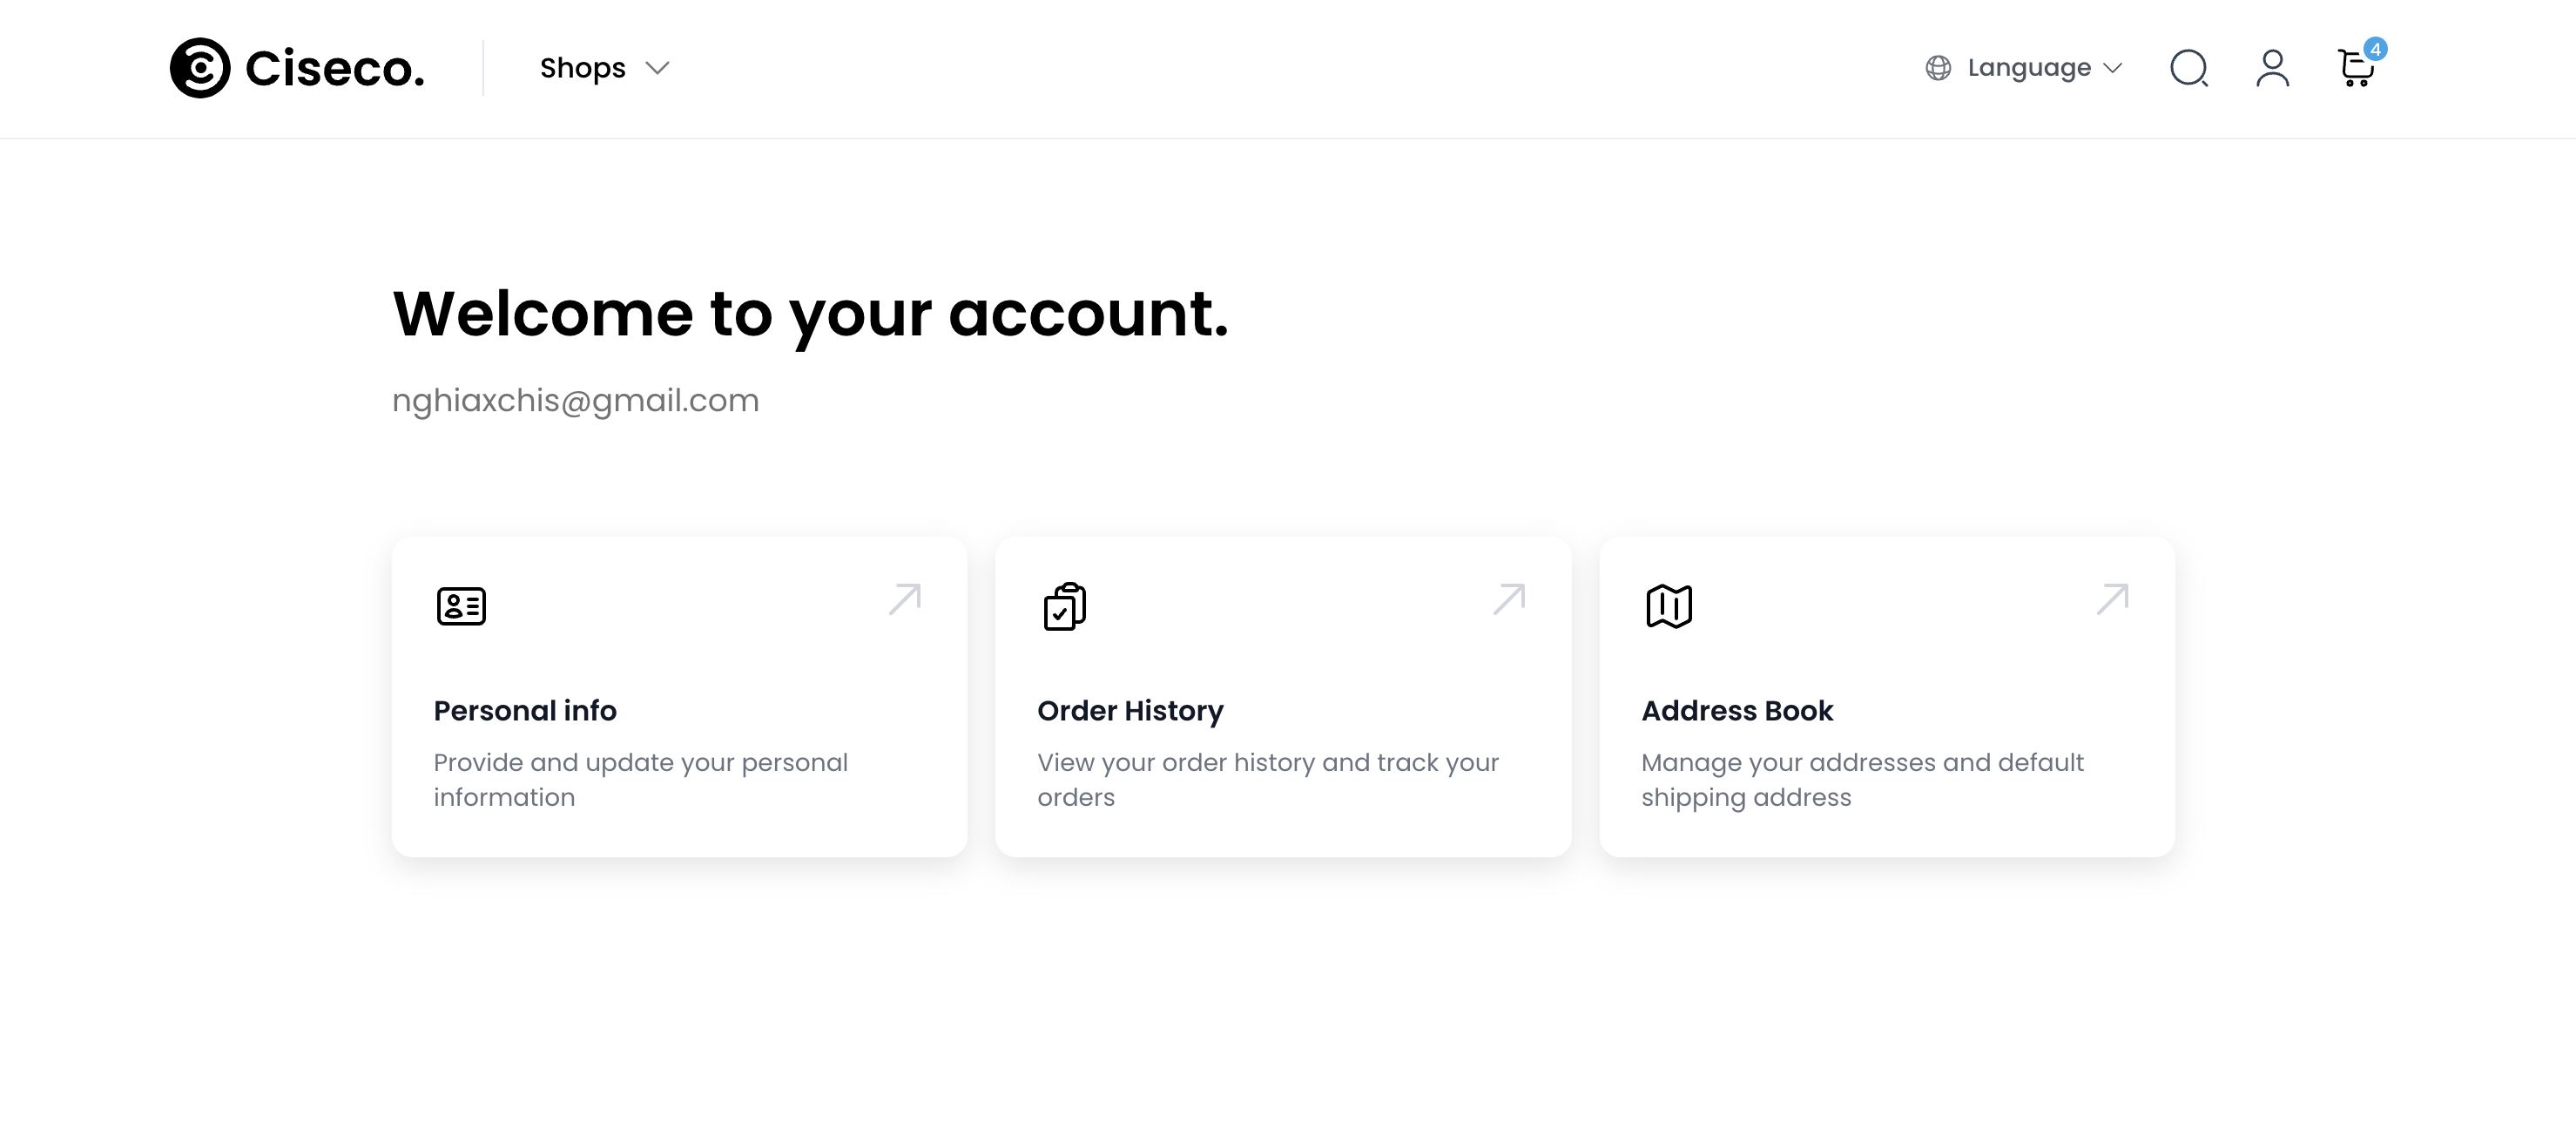 Ciseco.
Shops
Language
4
Welcome to your account.
nghiaxchis@gmail.com
Personal info
Provide and update your personal
information
Order History
View your order history and track your
orders
Address Book
Manage your addresses and default
shipping address